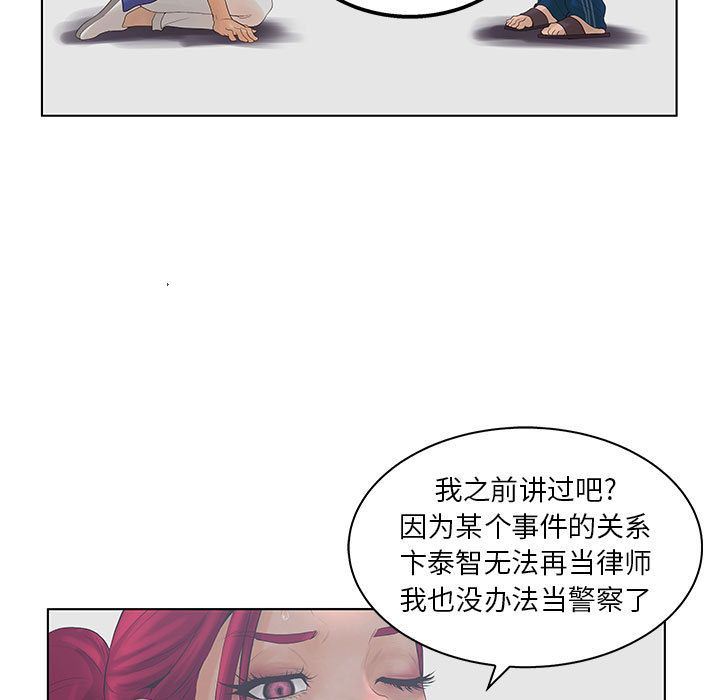 我之前讲过吧?
因为某个事件的关系
卞泰智无法再当律师
我也没办法当警察了